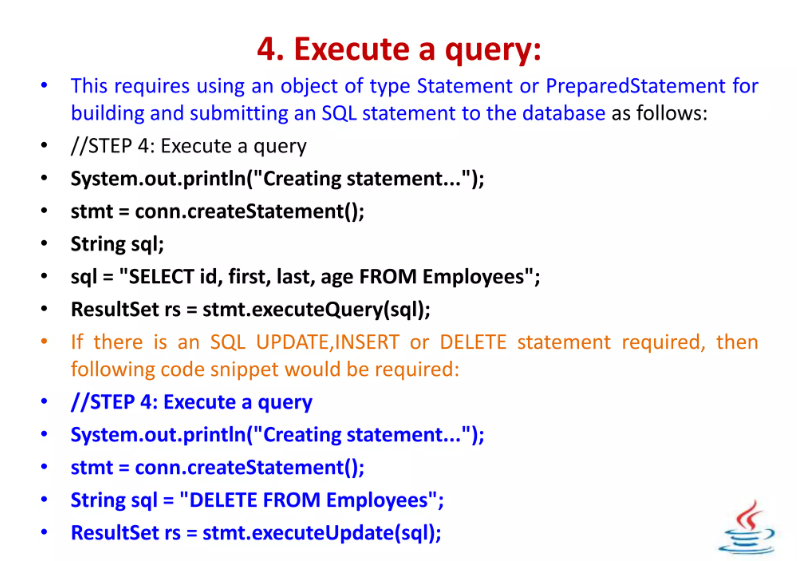 4. Execute a query:
• This requires using an object of type Statement or PreparedStatement for
building and submitting an SQL statement to the database as follows:
• //STEP 4: Execute a query
• System.out.println("Creating statement...");
• stmt = conn.createStatement();
• String sql;
• sql = "SELECT id, first, last, age FROM Employees";
• ResultSet rs = stmt.executeQuery(sql);
• If there is an SQL UPDATE,INSERT or DELETE statement required, then
following code snippet would be required:
• //STEP 4: Execute a query
• System.out.println("Creating statement...");
• stmt = conn.createStatement();
• String sql = "DELETE FROM Employees";
• ResultSet rs = stmt.executeUpdate(sql);